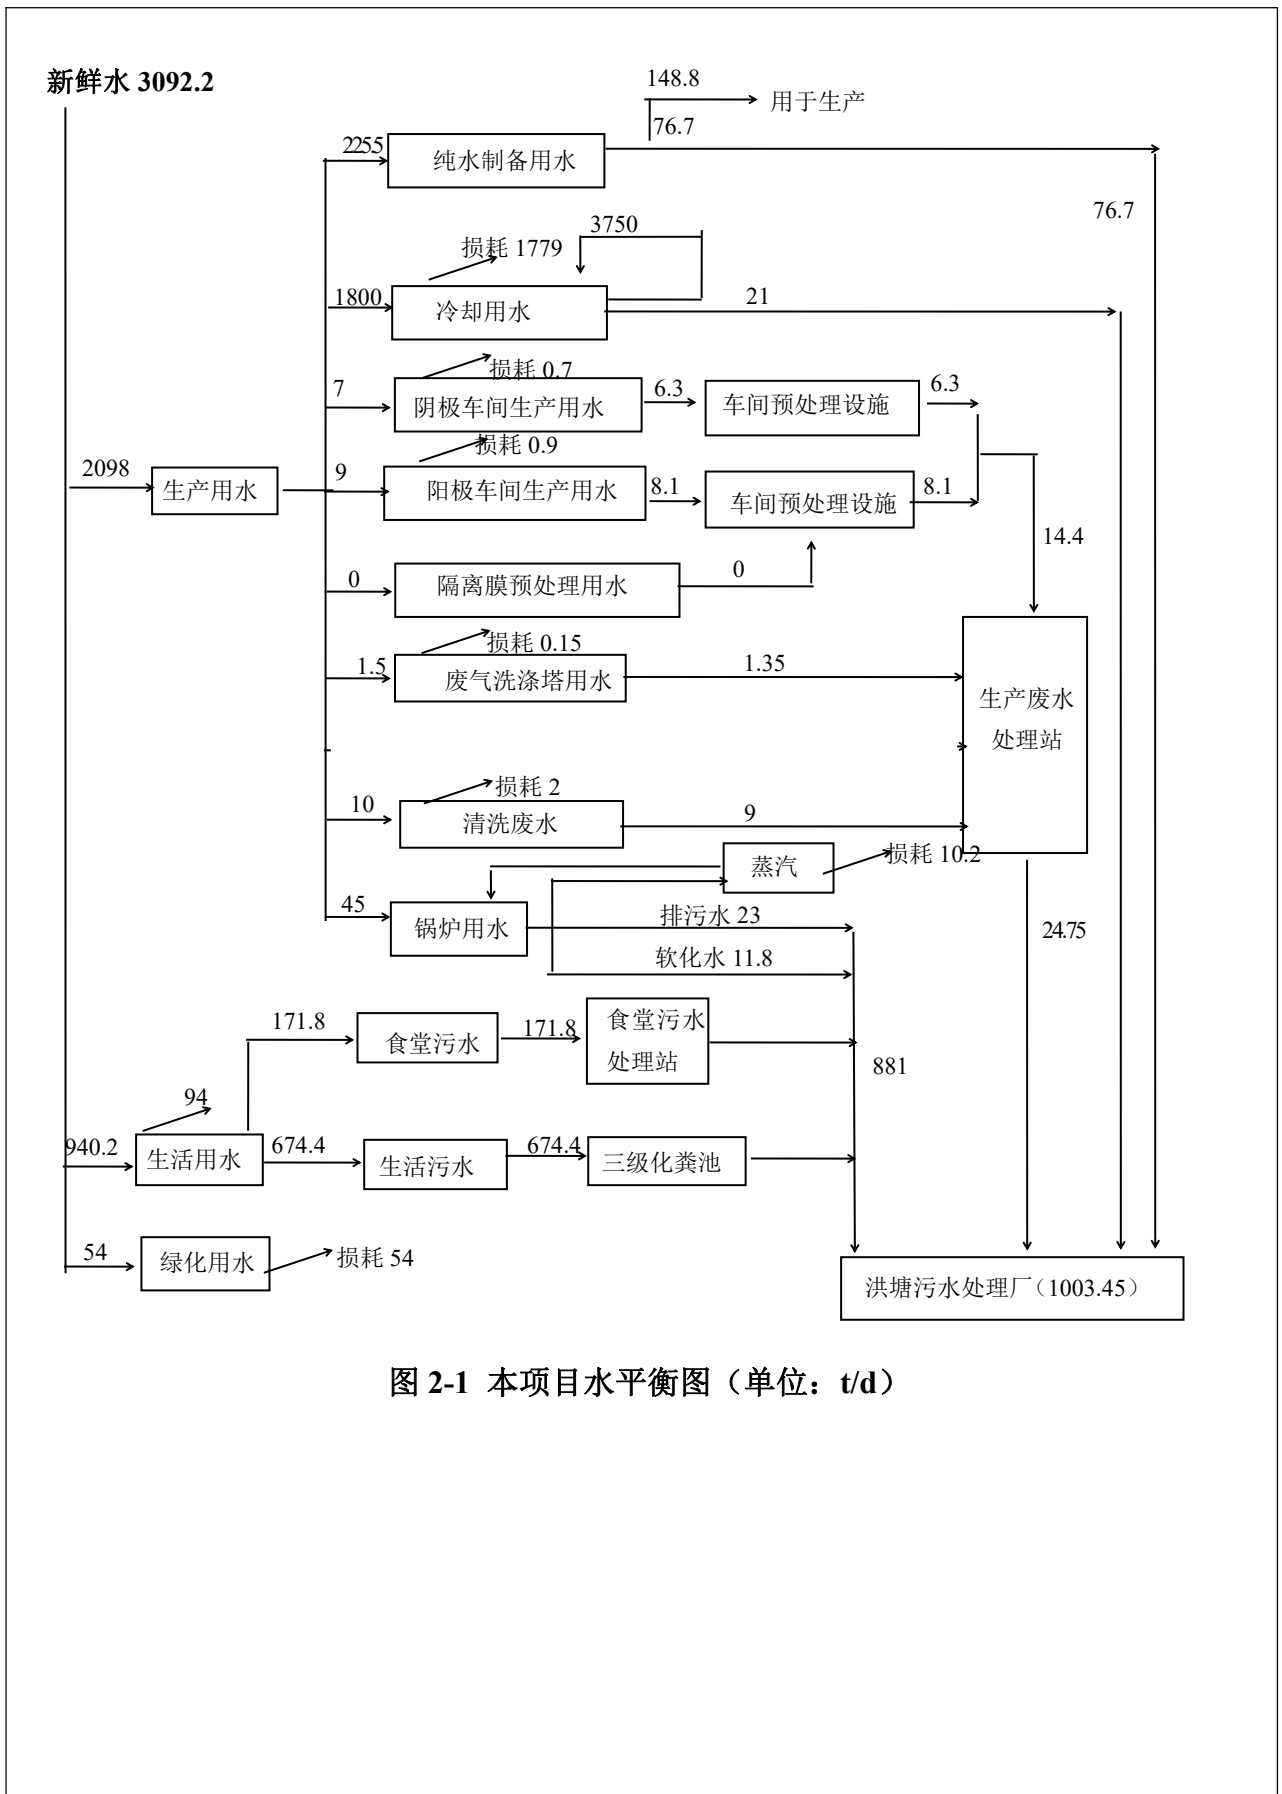 新鲜水 3092.2
148.8
用于生产
76.7
2255
纯水制备用水
76.7
3750
损耗 1779
1800
冷却用水
21
损耗 0.7
7
阴极车间生产用水
6.3
车间预处理设施
6.3
损耗 0.9
2098
生产用水
9
阳极车间生产用水
8.1
车间预处理设施
8.1
14.4
0
隔离膜预处理用水
0
损耗 0.15
1.5
废气洗涤塔用水
1.35
生产废水
处理站
损耗 2
10
清洗废水
9
蒸汽
损耗 10.2
45
锅炉用水
排污水 23
24.75
软化水 11.8
171.8
食堂污水
171.8
食堂污水
处理站
881
94
940.2
生活用水
674.4
生活污水
674.4
三级化粪池
54
绿化用水
损耗 54
洪塘污水处理厂（1003.45）
图 2-1 本项目水平衡图（单位：t/d）